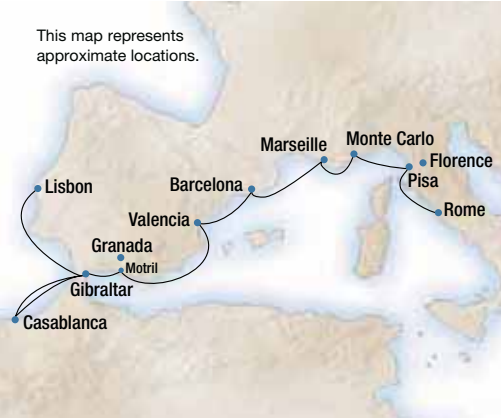 This map represents
approximate locations.
Monte Carlo
Marseille
Florence
Pisa
Lisbon
Barcelona
Rome
Valencia
Granada
Motril
Gibraltar
Casablanca